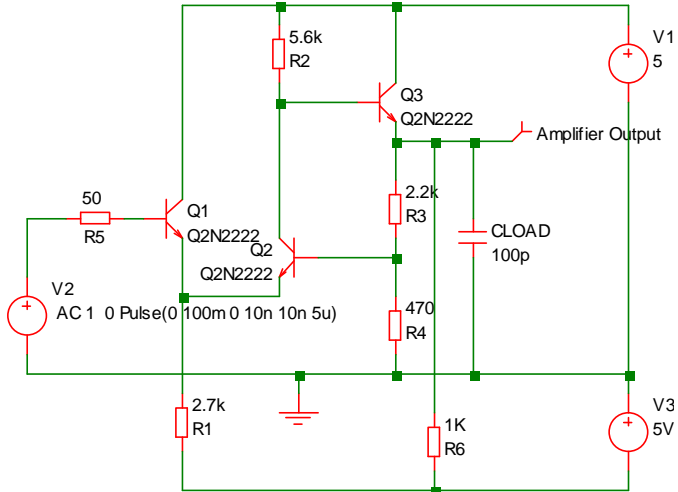 5.6k
R2
V1
5
Q3
Q2N2222
Amplifier Output
50
R5
Q1
Q2N2222
2.2k
R3
CLOAD
100p
Q2
Q2N2222
V2
AC 1 0 Pulse(0 100m 0 10n 10n 5u)
470
R4
2.7k
R1
1K
R6
V3
5V